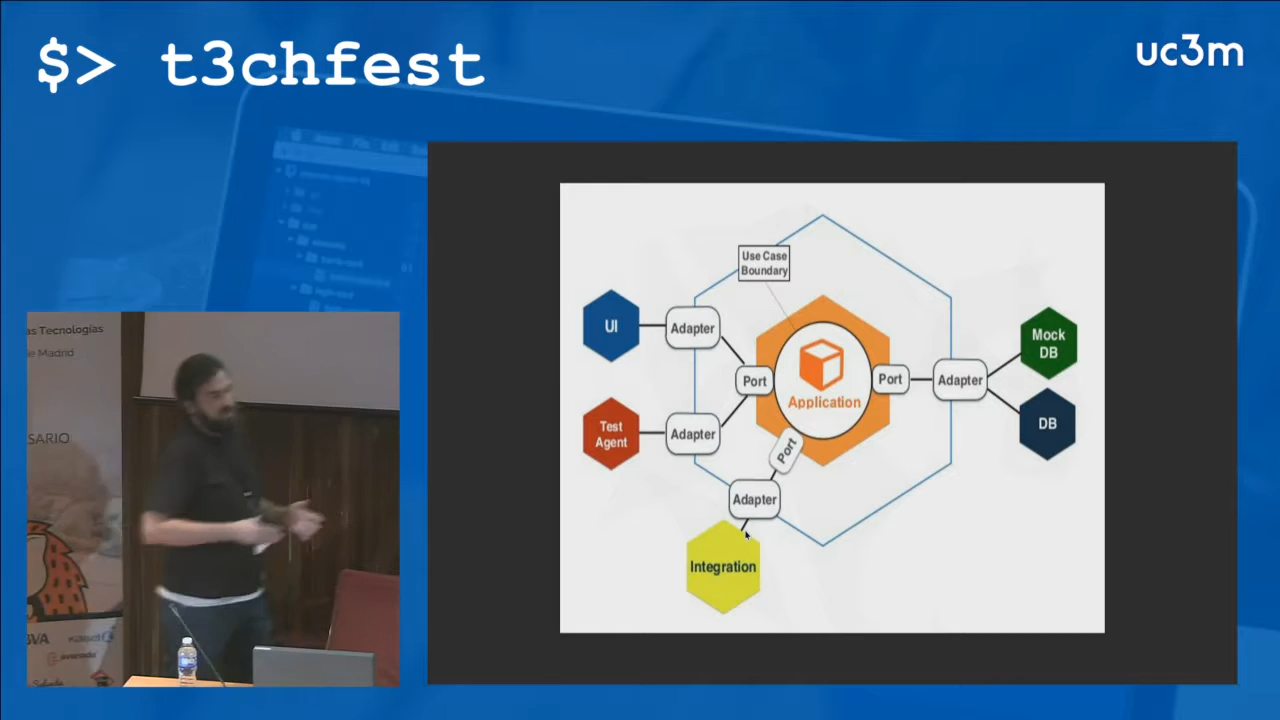 $> t3chfest
uc3m
Use Case
Boundary
UI
Adapter
Mock
DB
Port
Application
Port
Adapter
DB
Test
Agent
Adapter
Port
Adapter
Integration
as Tecnologías
e Madrid
SARIO
BVA